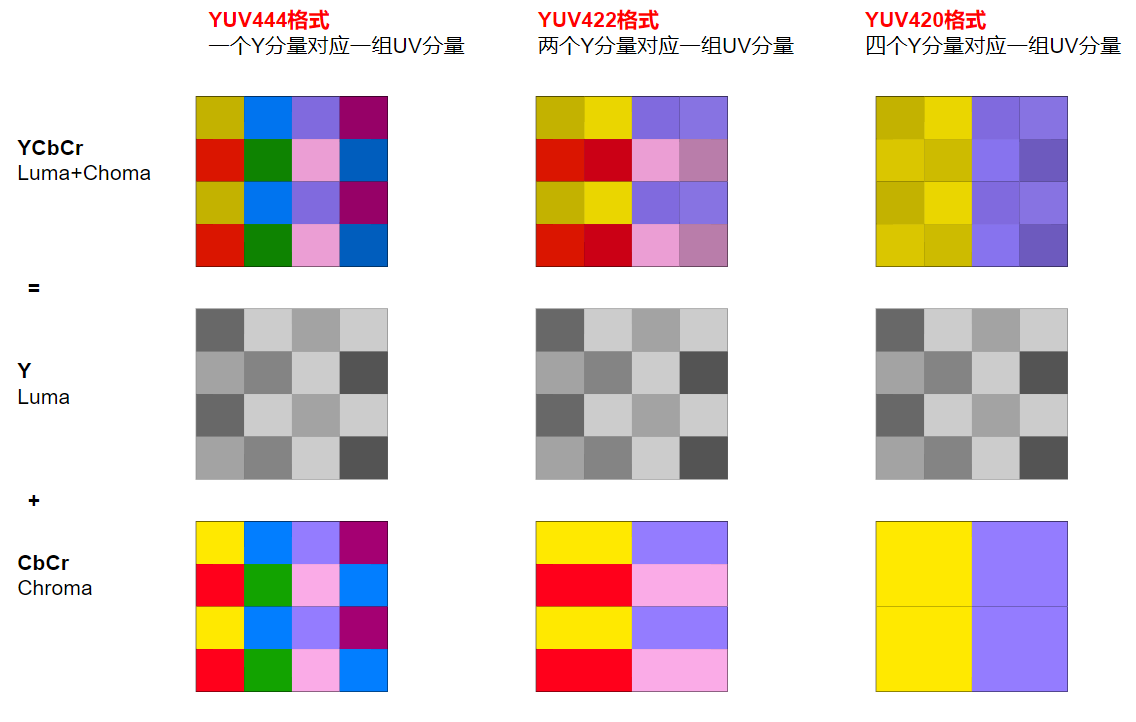 YUV444格式
一个Y分量对应一组UV分量
YUV422格式
两个Y分量对应一组UV分量
YUV420格式
四个Y分量对应一组UV分量
YCbCr
Luma+Choma
=
Y
Luma
+
CbCr
Chroma